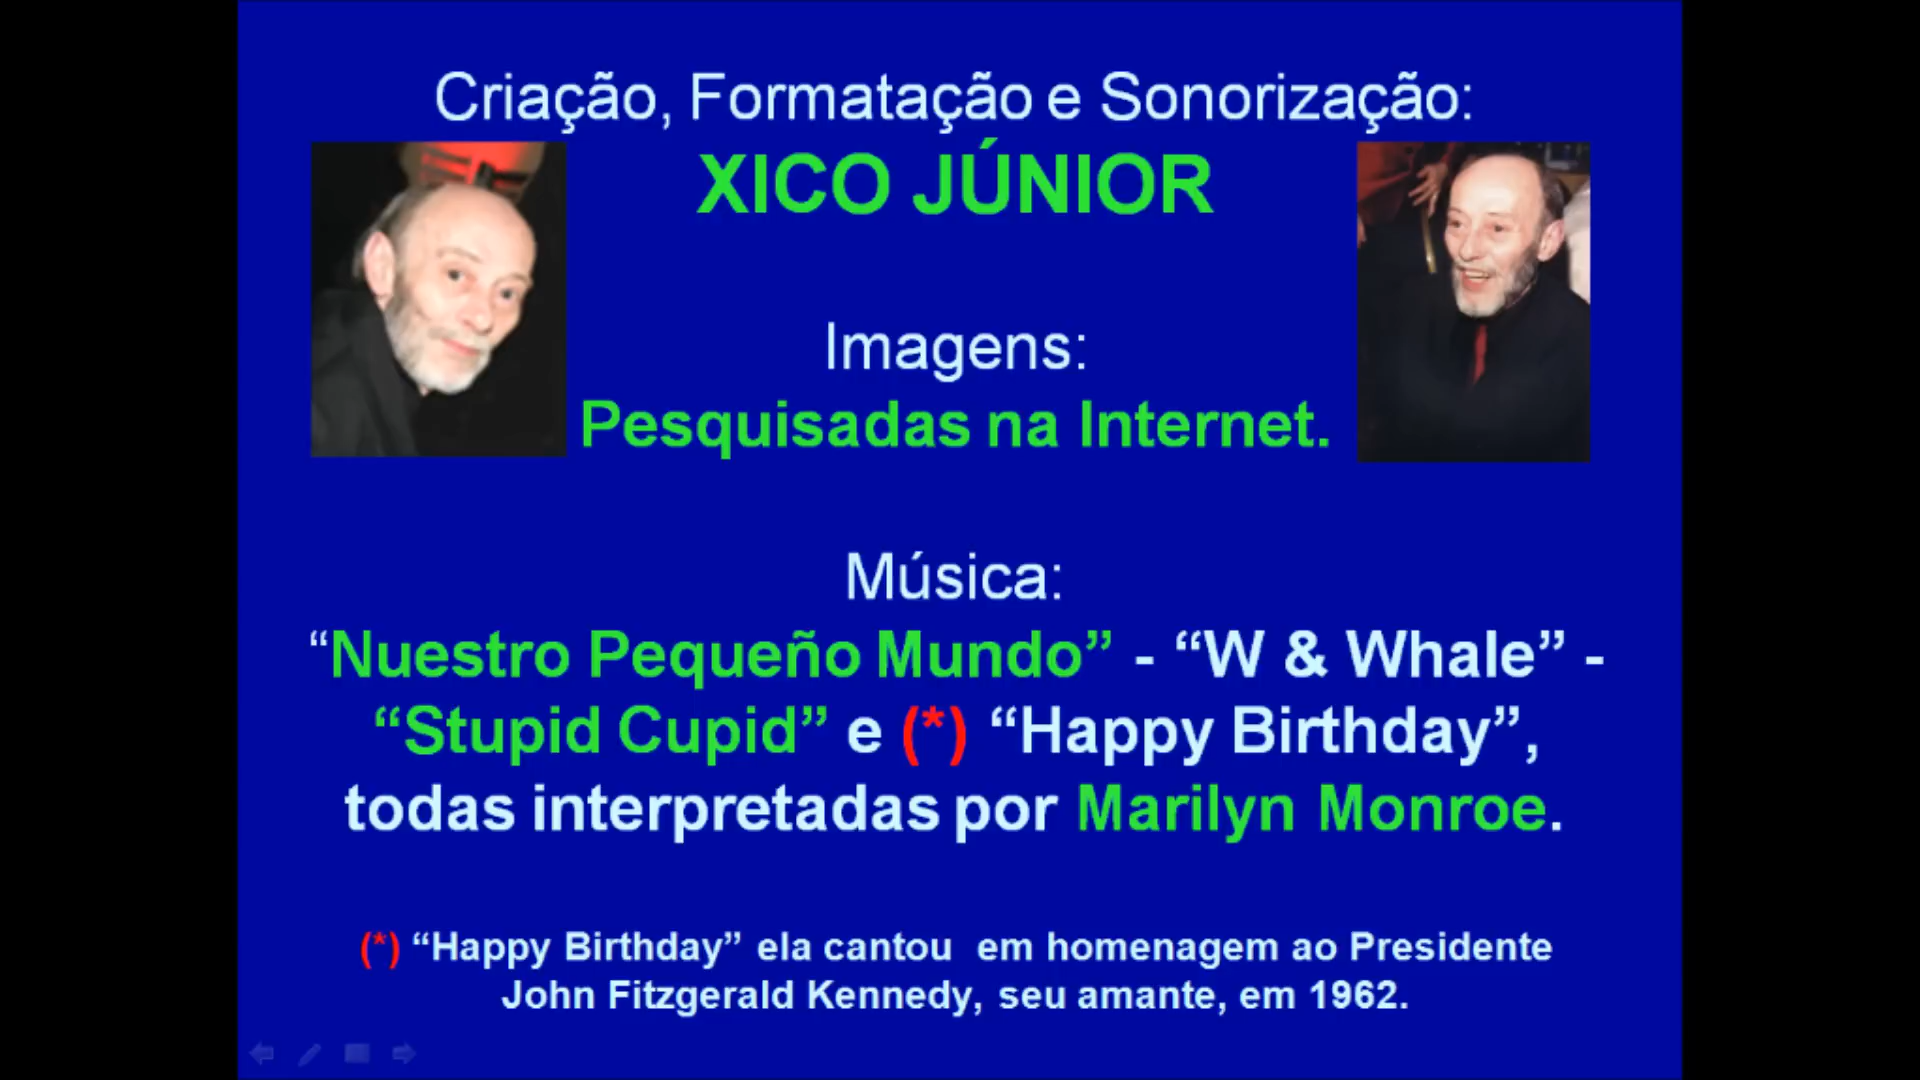 Criação, Formatação e Sonorização:
XICO JÚNIOR
Imagens:
Pesquisadas na Internet.
Música:
“Nuestro Pequeño Mundo” - “W & Whale” -
“Stupid Cupid” e (*) “Happy Birthday”,
todas interpretadas por Marilyn Monroe.
(*) “Happy Birthday” ela cantou  em homenagem ao Presidente
John Fitzgerald Kennedy, seu amante, em 1962.